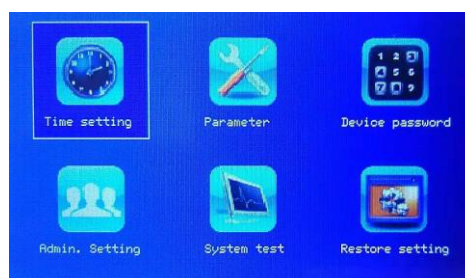 Time setting
Parameter
Device password
Admin. Setting
System test
Restore setting